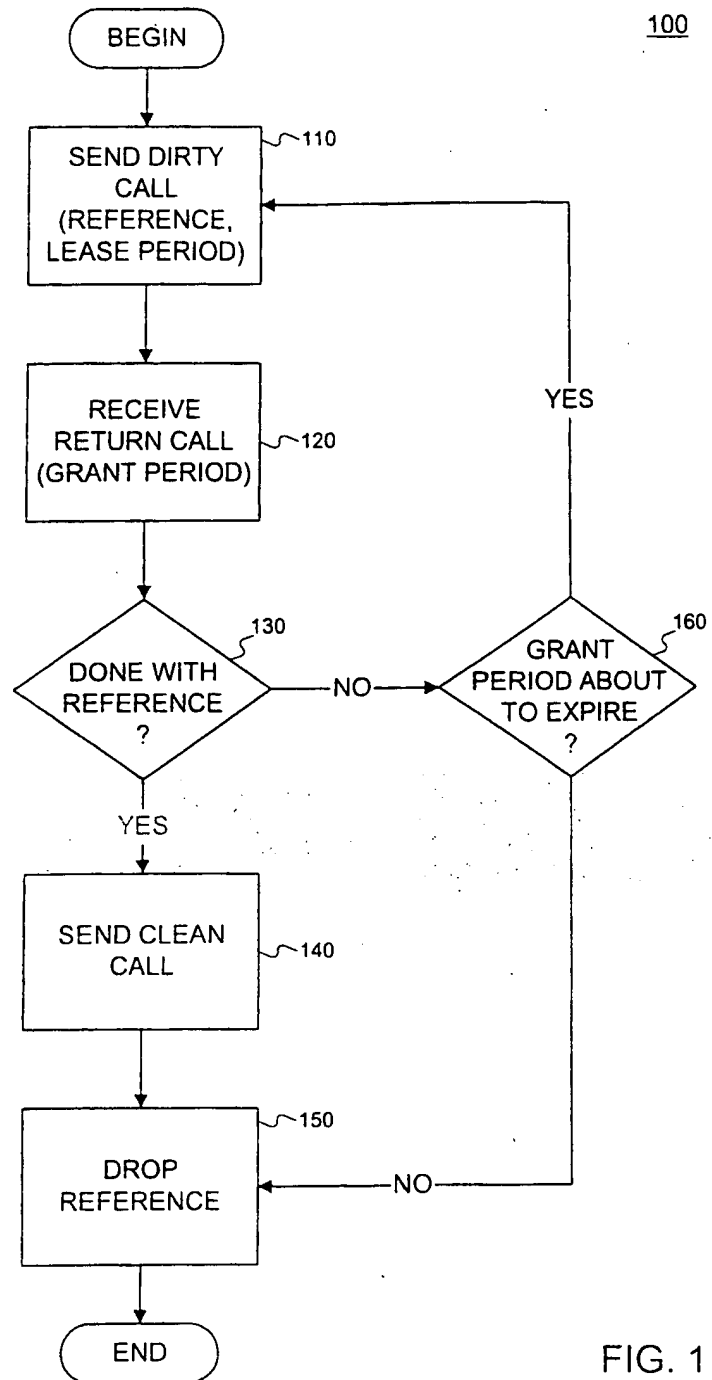 BEGIN
100
110
SEND DIRTY
CALL
(REFERENCE,
LEASE PERIOD)
YES
RECEIVE
RETURN CALL
(GRANT PERIOD)
120
130
DONE WITH
REFERENCE
?
NO
160
GRANT
PERIOD ABOUT
TO EXPIRE
?
YES
SEND CLEAN
CALL
140
150
DROP
REFERENCE
NO
END
FIG. 1